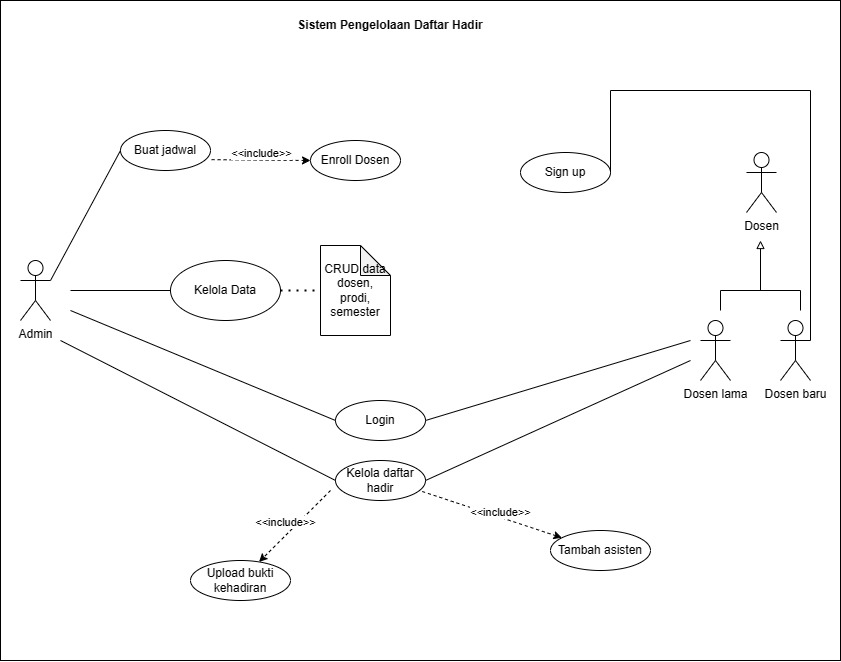 Sistem Pengelolaan Daftar Hadir
Buat jadwal
<<include>>
Enroll Dosen
Sign up
Dosen
Kelola Data
CRUD data
dosen,
prodi,
semester
Admin
Dosen lama
Dosen baru
Login
Kelola daftar
hadir
<<include>>
<<include>>
Tambah asisten
Upload bukti
kehadiran